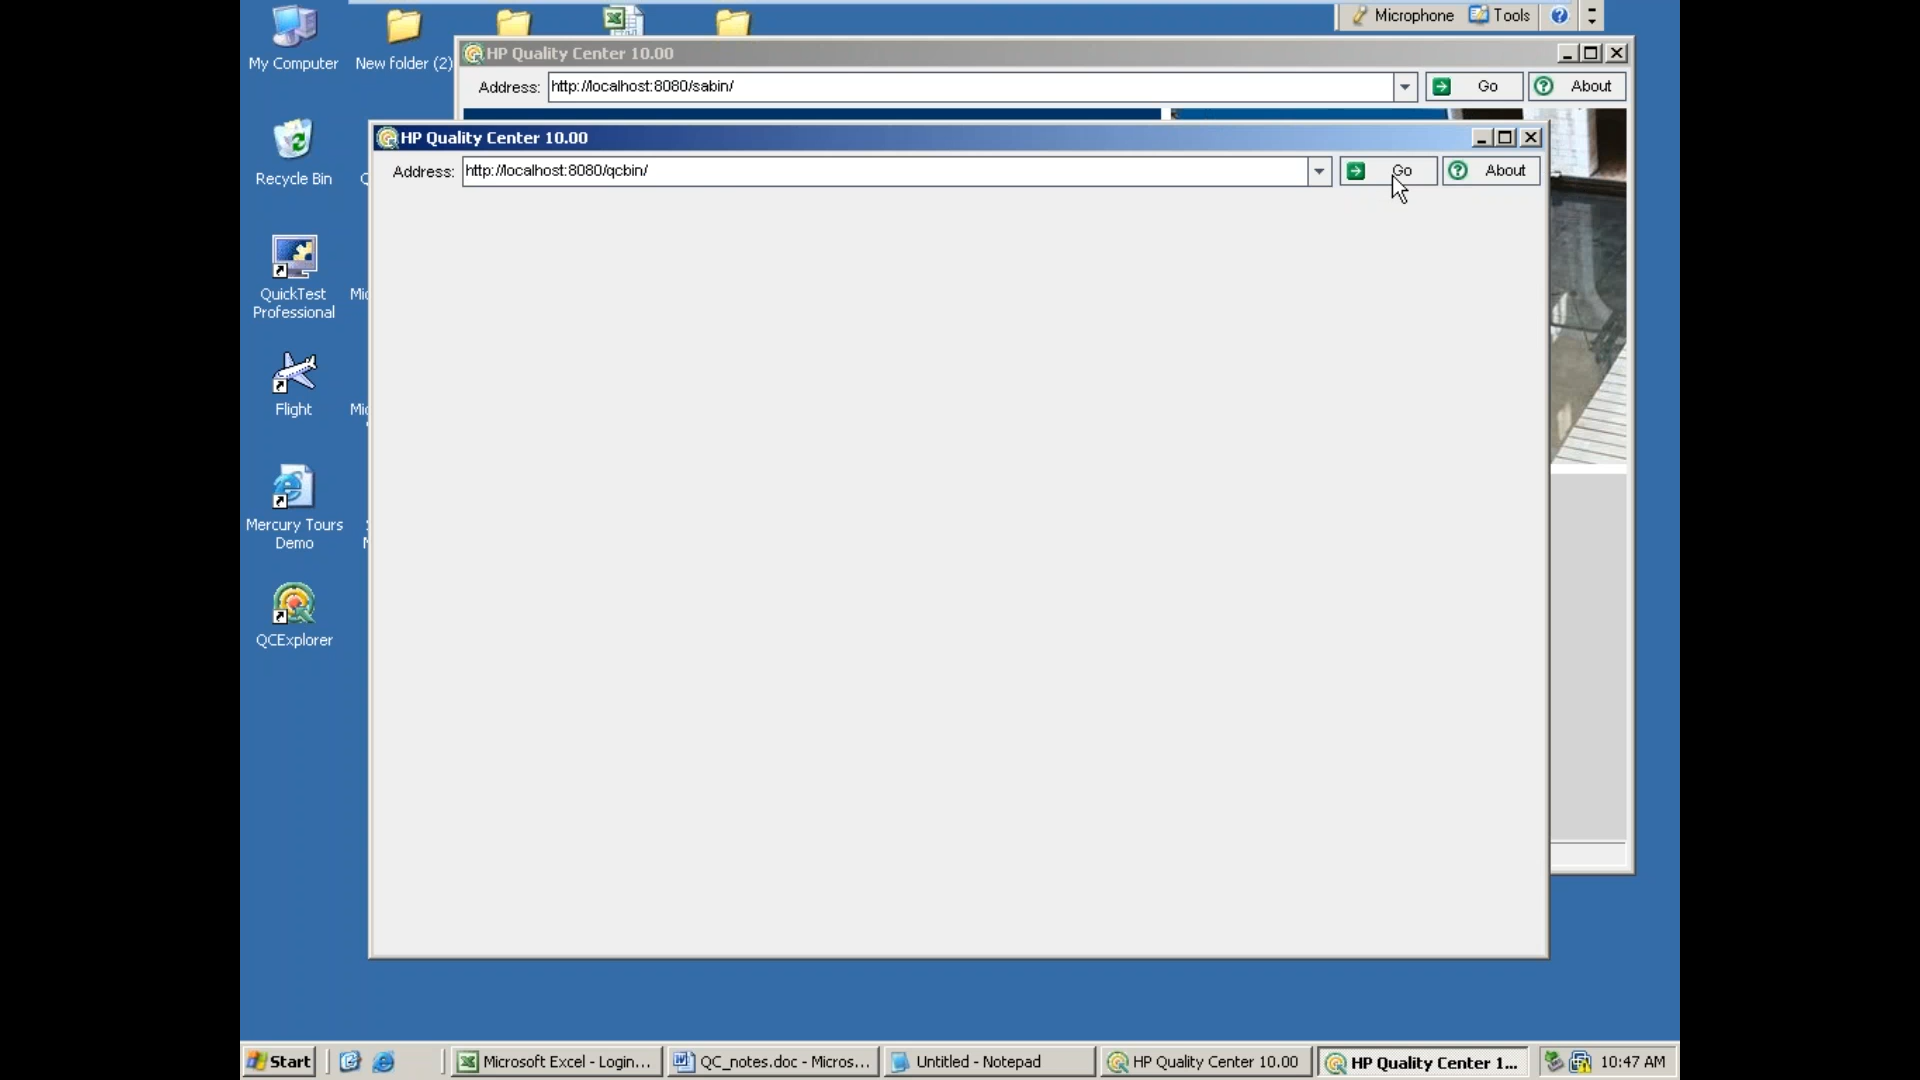 Microphone
Tools
My Computer
New folder (2)
HP Quality Center 10.00
Address:
http://localhost:8080/sabin/
Go
About
HP Quality Center 10.00
Address:
http://localhost:8080/qcbin/
Go
About
Recycle Bin
QuickTest
Professional
Flight
Mercury Tours
Demo
QCExplorer
Start
Microsoft Excel - Login...
QC_notes.doc - Micros...
Untitled - Notepad
HP Quality Center 10.00
HP Quality Center 1...
10:47 AM